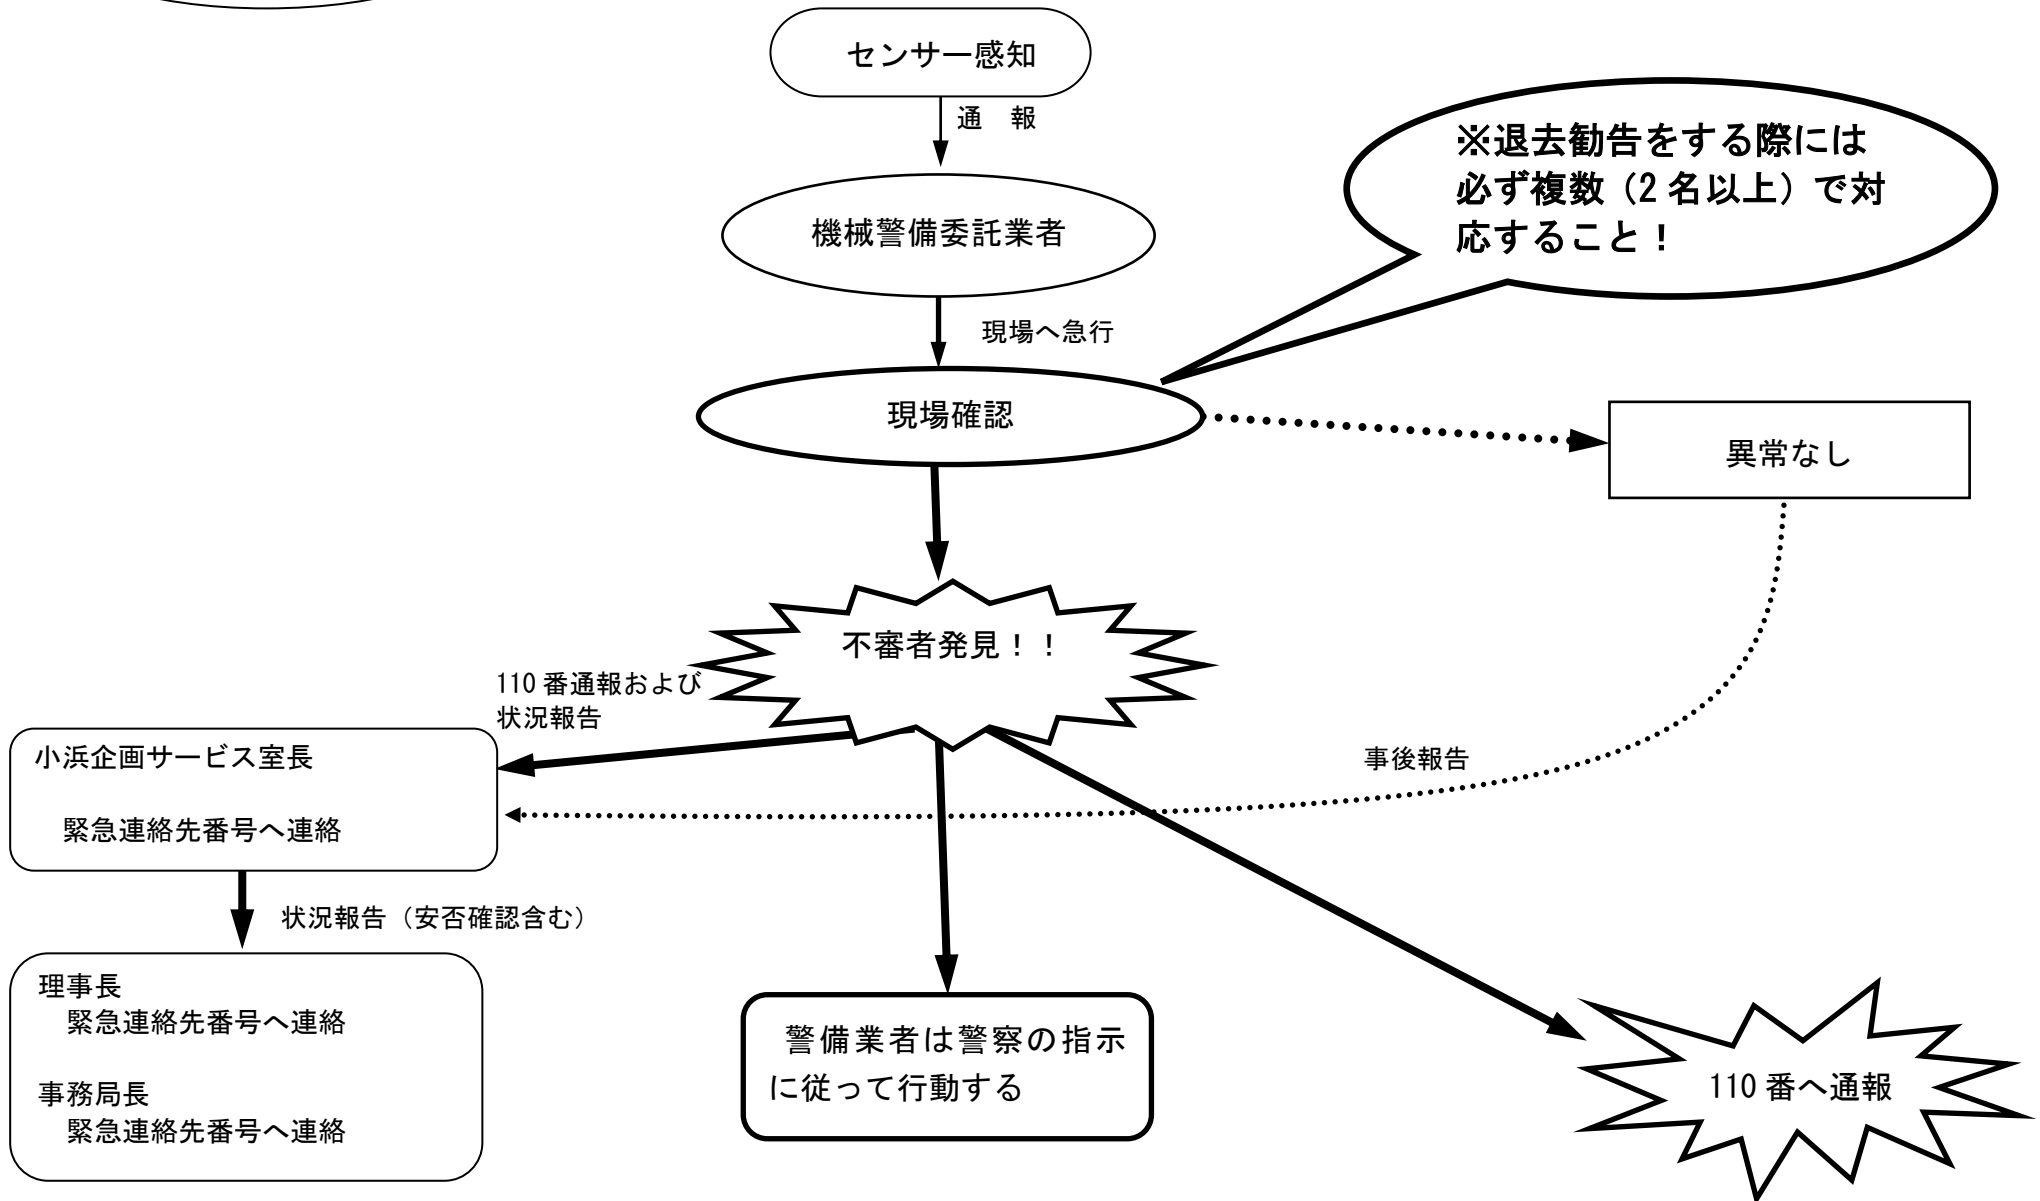 センサー感知
通　報
機械警備委託業者
※退去勧告をする際には
必ず複数（2 名以上）で対
応すること！
現場へ急行
現場確認
異常なし
不審者発見！！
110 番通報および
状況報告
小浜企画サービス室長
緊急連絡先番号へ連絡
事後報告
状況報告（安否確認含む）
理事長
緊急連絡先番号へ連絡
事務局長
緊急連絡先番号へ連絡
警備業者は警察の指示
に従って行動する
110 番へ通報